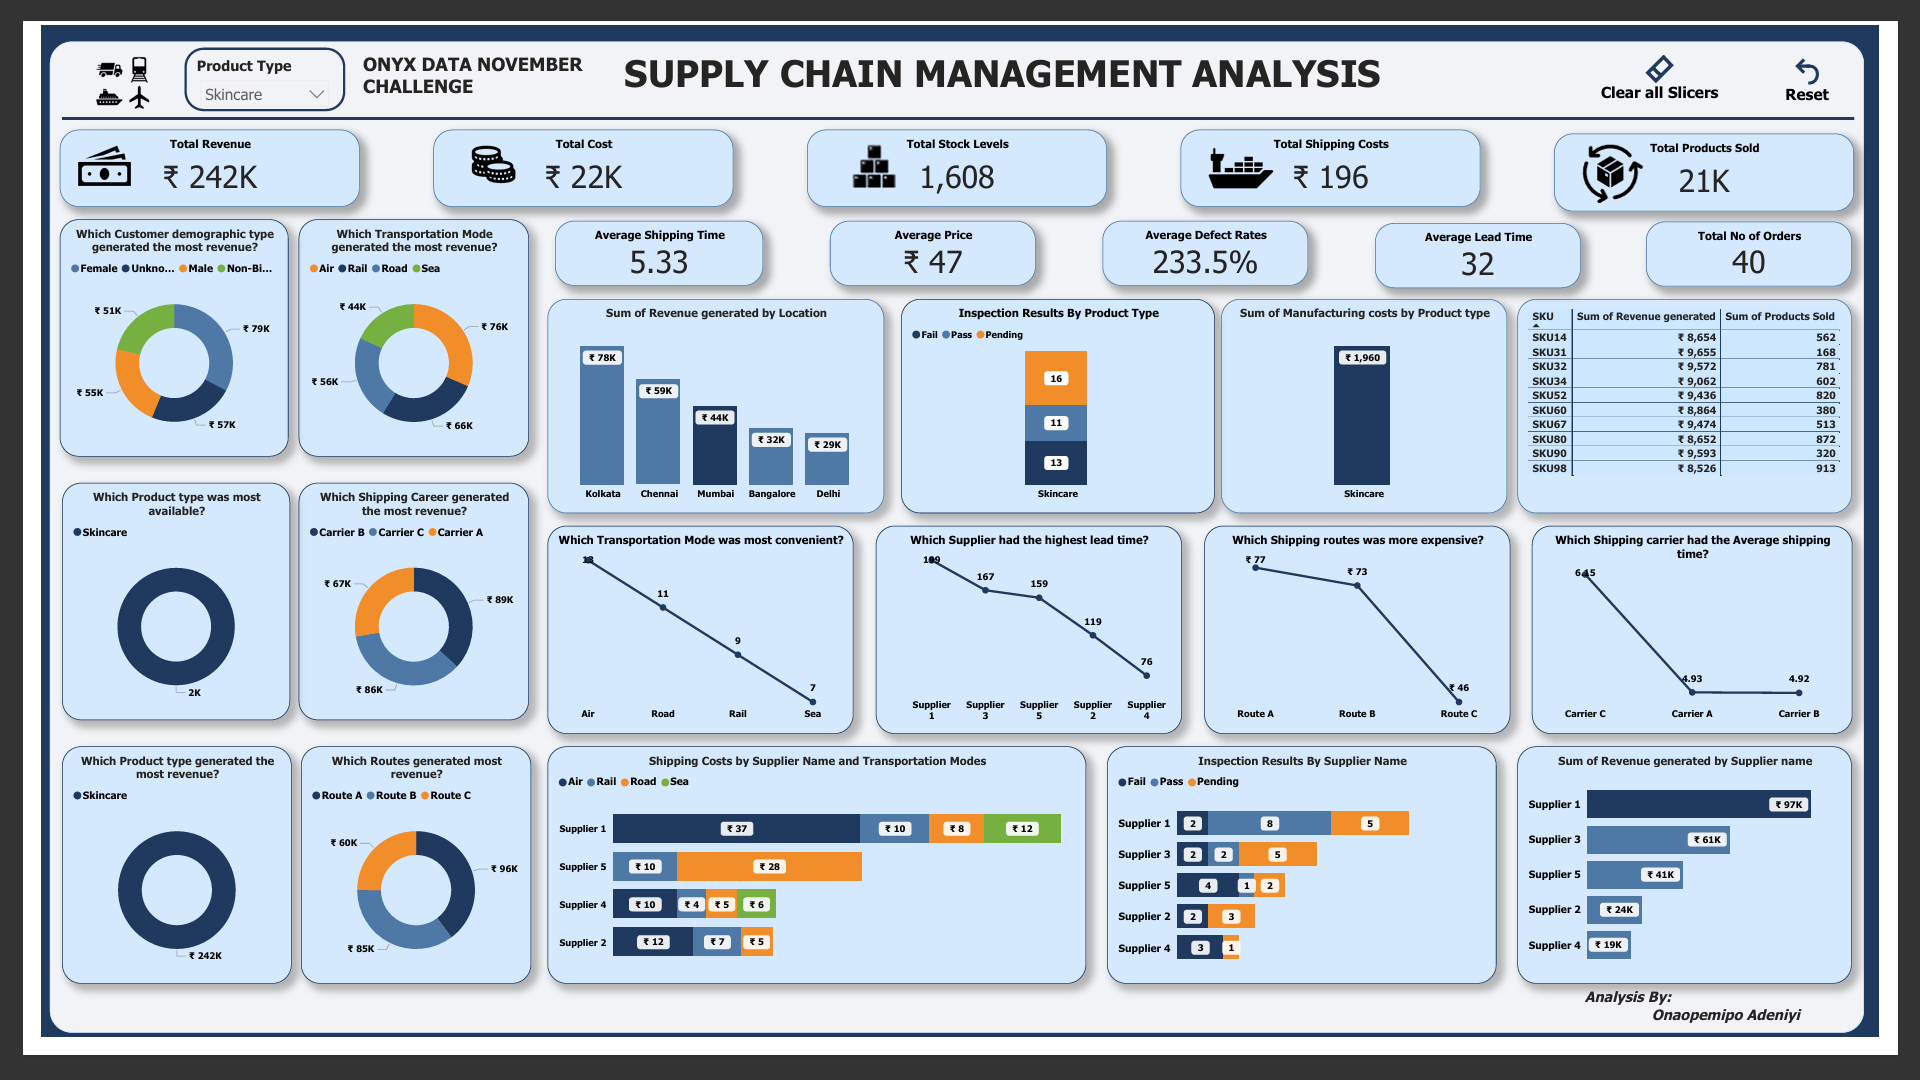 Product Type
Skincare
ONYX DATA NOVEMBER
CHALLENGE
SUPPLY CHAIN MANAGEMENT ANALYSIS
Clear all Slicers
Reset
Total Revenue
₹ 242K
Total Cost
₹ 22K
Total Stock Levels
1,608
Total Shipping Costs
₹ 196
Total Products Sold
21K
Which Customer demographic type
generated the most revenue?
Female Unkno... Male Non-Bi...
₹ 51K
₹ 79K
₹ 55K
₹ 57K
Which Transportation Mode
generated the most revenue?
Air Rail Road Sea
₹ 44K
₹ 76K
₹ 56K
₹ 66K
Average Shipping Time
5.33
Average Price
₹ 47
Average Defect Rates
233.5%
Average Lead Time
32
Total No of Orders
40
Sum of Revenue generated by Location
₹ 78K
₹ 59K
₹ 44K
₹ 32K
₹ 29K
Kolkata Chennai Mumbai Bangalore Delhi
Inspection Results By Product Type
Fail Pass Pending
16
11
13
Skincare
Sum of Manufacturing costs by Product type
₹ 1,960
Skincare
SKU Sum of Revenue generated Sum of Products Sold
SKU14 ₹ 8,654 562
SKU31 ₹ 9,655 168
SKU32 ₹ 9,572 781
SKU34 ₹ 9,062 602
SKU52 ₹ 9,436 820
SKU60 ₹ 8,864 380
SKU67 ₹ 9,474 513
SKU80 ₹ 8,652 872
SKU90 ₹ 9,593 320
SKU98 ₹ 8,526 913
Which Product type was most
available?
Skincare
2K
Which Shipping Career generated
the most revenue?
Carrier B Carrier C Carrier A
₹ 67K
₹ 89K
₹ 86K
Which Transportation Mode was most convenient?
13
11
9
7
Air Road Rail Sea
Which Supplier had the highest lead time?
167
159
119
76
Supplier Supplier Supplier Supplier Supplier
1 3 5 2 4
Which Shipping routes was more expensive?
₹ 77
₹ 73
₹ 46
Route A Route B Route C
Which Shipping carrier had the Average shipping
time?
6.15
4.93
4.92
Carrier C Carrier A Carrier B
Which Product type generated the
most revenue?
Skincare
₹ 242K
Which Routes generated most
revenue?
Route A Route B Route C
₹ 60K
₹ 96K
₹ 85K
Shipping Costs by Supplier Name and Transportation Modes
Air Rail Road Sea
Supplier 1 ₹ 37 ₹ 10 ₹ 8 ₹ 12
Supplier 5 ₹ 10 ₹ 28
Supplier 4 ₹ 10 ₹ 4 ₹ 5 ₹ 6
Supplier 2 ₹ 12 ₹ 7 ₹ 5
Inspection Results By Supplier Name
Fail Pass Pending
Supplier 1 2 8 5
Supplier 3 2 2 5
Supplier 5 4 1 2
Supplier 2 2 3
Supplier 4 3 1
Sum of Revenue generated by Supplier name
Supplier 1 ₹ 97K
Supplier 3 ₹ 61K
Supplier 5 ₹ 41K
Supplier 2 ₹ 24K
Supplier 4 ₹ 19K
Analysis By:
Onaopemipo Adeniyi